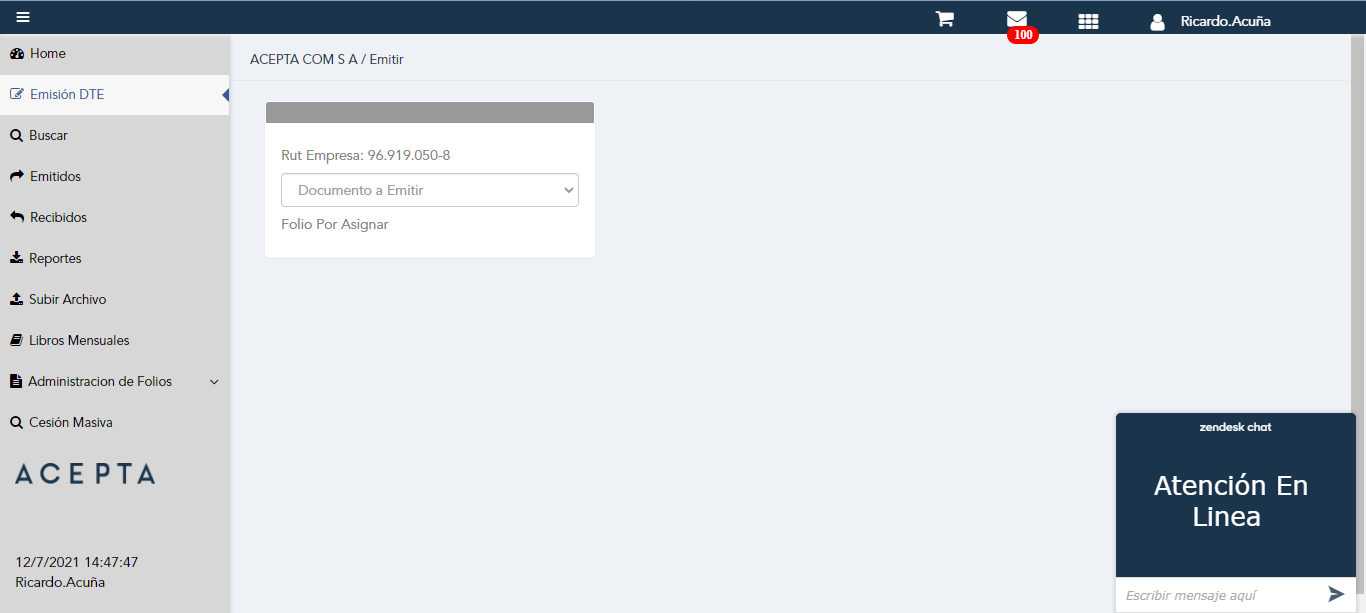 100
Ricardo.Acuña
Home
Emisión DTE
Buscar
Emitidos
Recibidos
Reportes
Subir Archivo
Libros Mensuales
Administracion de Folios
Cesión Masiva
ACEPTA
12/7/2021 14:47:47
Ricardo.Acuña
ACEPTA COM S A / Emitir
Rut Empresa: 96.919.050-8
Documento a Emitir
Folio Por Asignar
zendesk chat
Atención En
Linea
Escribir mensaje aquí